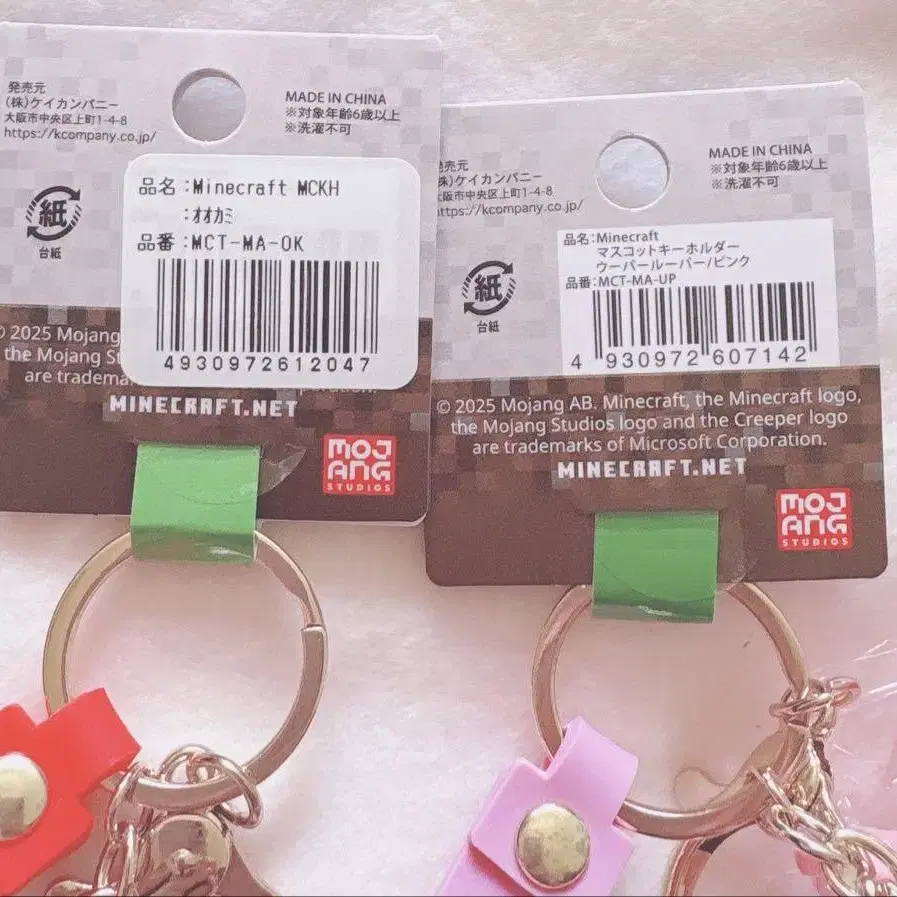 発売元
(株)ケイカンパニー
大阪市中央区上町1-4-8
https://kcompany.co.jp/
MADE IN CHINA
※対象年齢6歳以上
※洗濯不可
紙
台紙
品名:Minecraft MCKH
:オオカミ
品番:MCT-MA-OK
4930972612047
© 2025 Mojang
the Mojang
are
MINECRAFT.NET
MOJ
ANG
STUDIOS
売元
株)ケイカンパニー
阪市中央区上町1-4-8
ttps://kcompany.co.jp/
MADE IN CHINA
※対象年齢6歳以上
※洗濯不可
紙
台紙
品名:Minecraft
マスコットキーホルダー
ウーパールーパー/ピンク
品番:MCT-MA-UP
4 930972 607142
© 2025 Mojang AB. Minecraft, the Minecraft logo,
the Mojang Studios logo and the Creeper logo
are trademarks of Microsoft Corporation.
MINECRAFT.NET
MOJ
ANG
STUDIOS